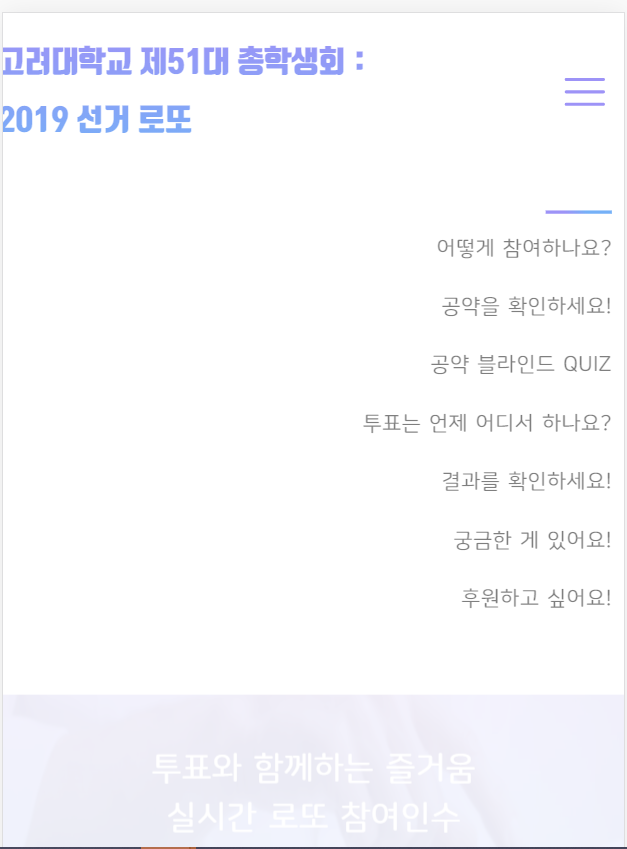 고려대학교 제51대 총학생회 :
2019 선거 로또
어떻게 참여하나요?
공약을 확인하세요!
공약 블라인드 QUIZ
투표는 언제 어디서 하나요?
결과를 확인하세요!
궁금한 게 있어요!
후원하고 싶어요!
투표와 함께하는 즐거움
실시간 로또 참여인수